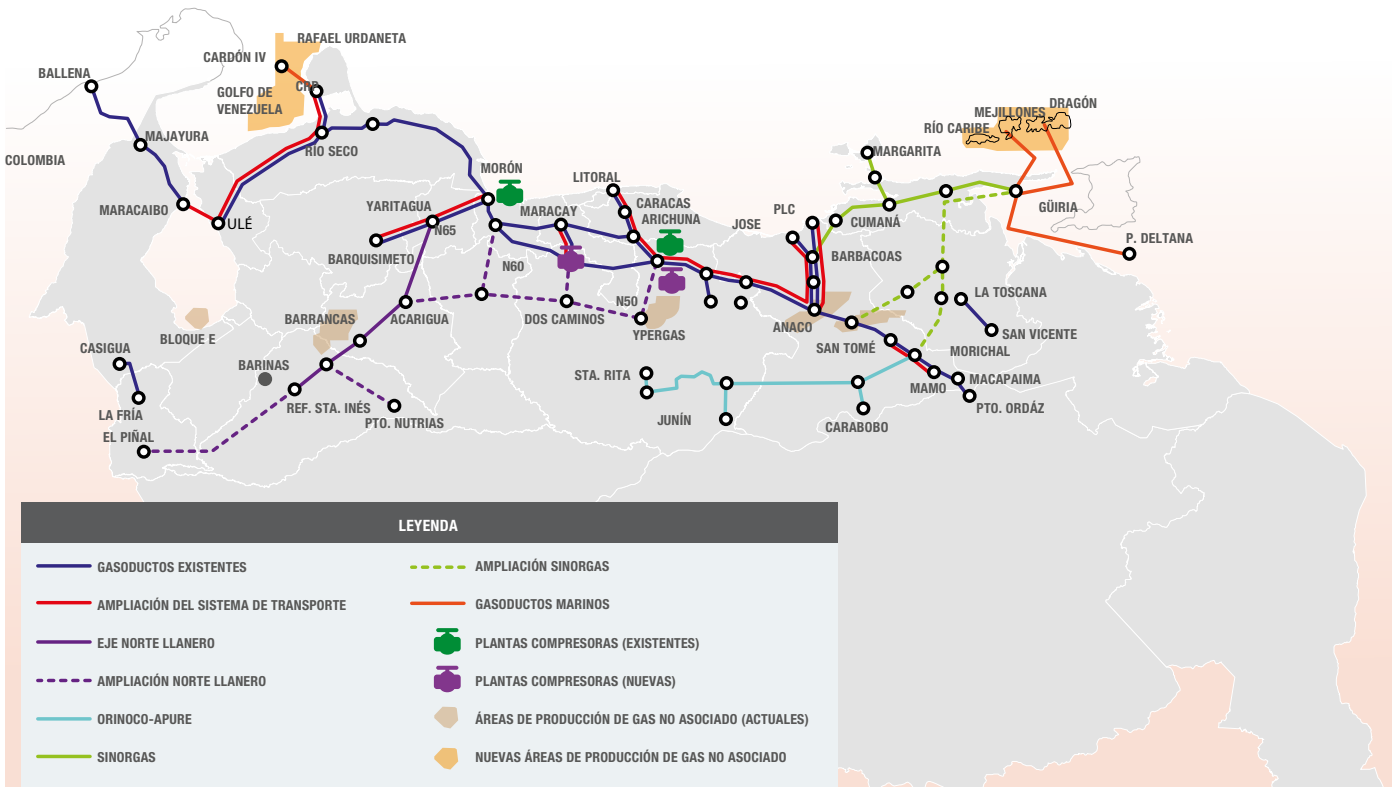 RAFAEL URDANETA
CARDÓN IV
BALLENA
CRP
GOLFO DE
VENEZUELA
MAJAYURA
COLOMBIA
RÍO SECO
MARACAIBO
ULÉ
MORÓN
YARITAGUA
N65
BARQUISIMETO
LITORAL
MARACAY
CARACAS
ARICHUNA
N60
JOSE
PLC
MARGARITA
CUMANÁ
BARBACOAS
RÍO CARIBE
MEJILLONES
DRAGÓN
GÜIRIA
P. DELTANA
LA TOSCANA
SAN VICENTE
MORICHAL
ACARIGUA
DOS CAMINOS
N50
YPERGAS
ANACO
SAN TOMÉ
MAMO
MACAPAIMA
PTO. ORDÁZ
BARRANCAS
BLOQUE E
CASIGUA
BARINAS
LA FRÍA
REF. STA. INÉS
PTO. NUTRIAS
EL PIÑAL
STA. RITA
JUNÍN
CARABOBO
LEYENDA
GASODUCTOS EXISTENTES
AMPLIACIÓN DEL SISTEMA DE TRANSPORTE
EJE NORTE LLANERO
AMPLIACIÓN NORTE LLANERO
ORINOCO-APURE
SINORGAS
AMPLIACIÓN SINORGAS
GASODUCTOS MARINOS
PLANTAS COMPRESORAS (EXISTENTES)
PLANTAS COMPRESORAS (NUEVAS)
ÁREAS DE PRODUCCIÓN DE GAS NO ASOCIADO (ACTUALES)
NUEVAS ÁREAS DE PRODUCCIÓN DE GAS NO ASOCIADO